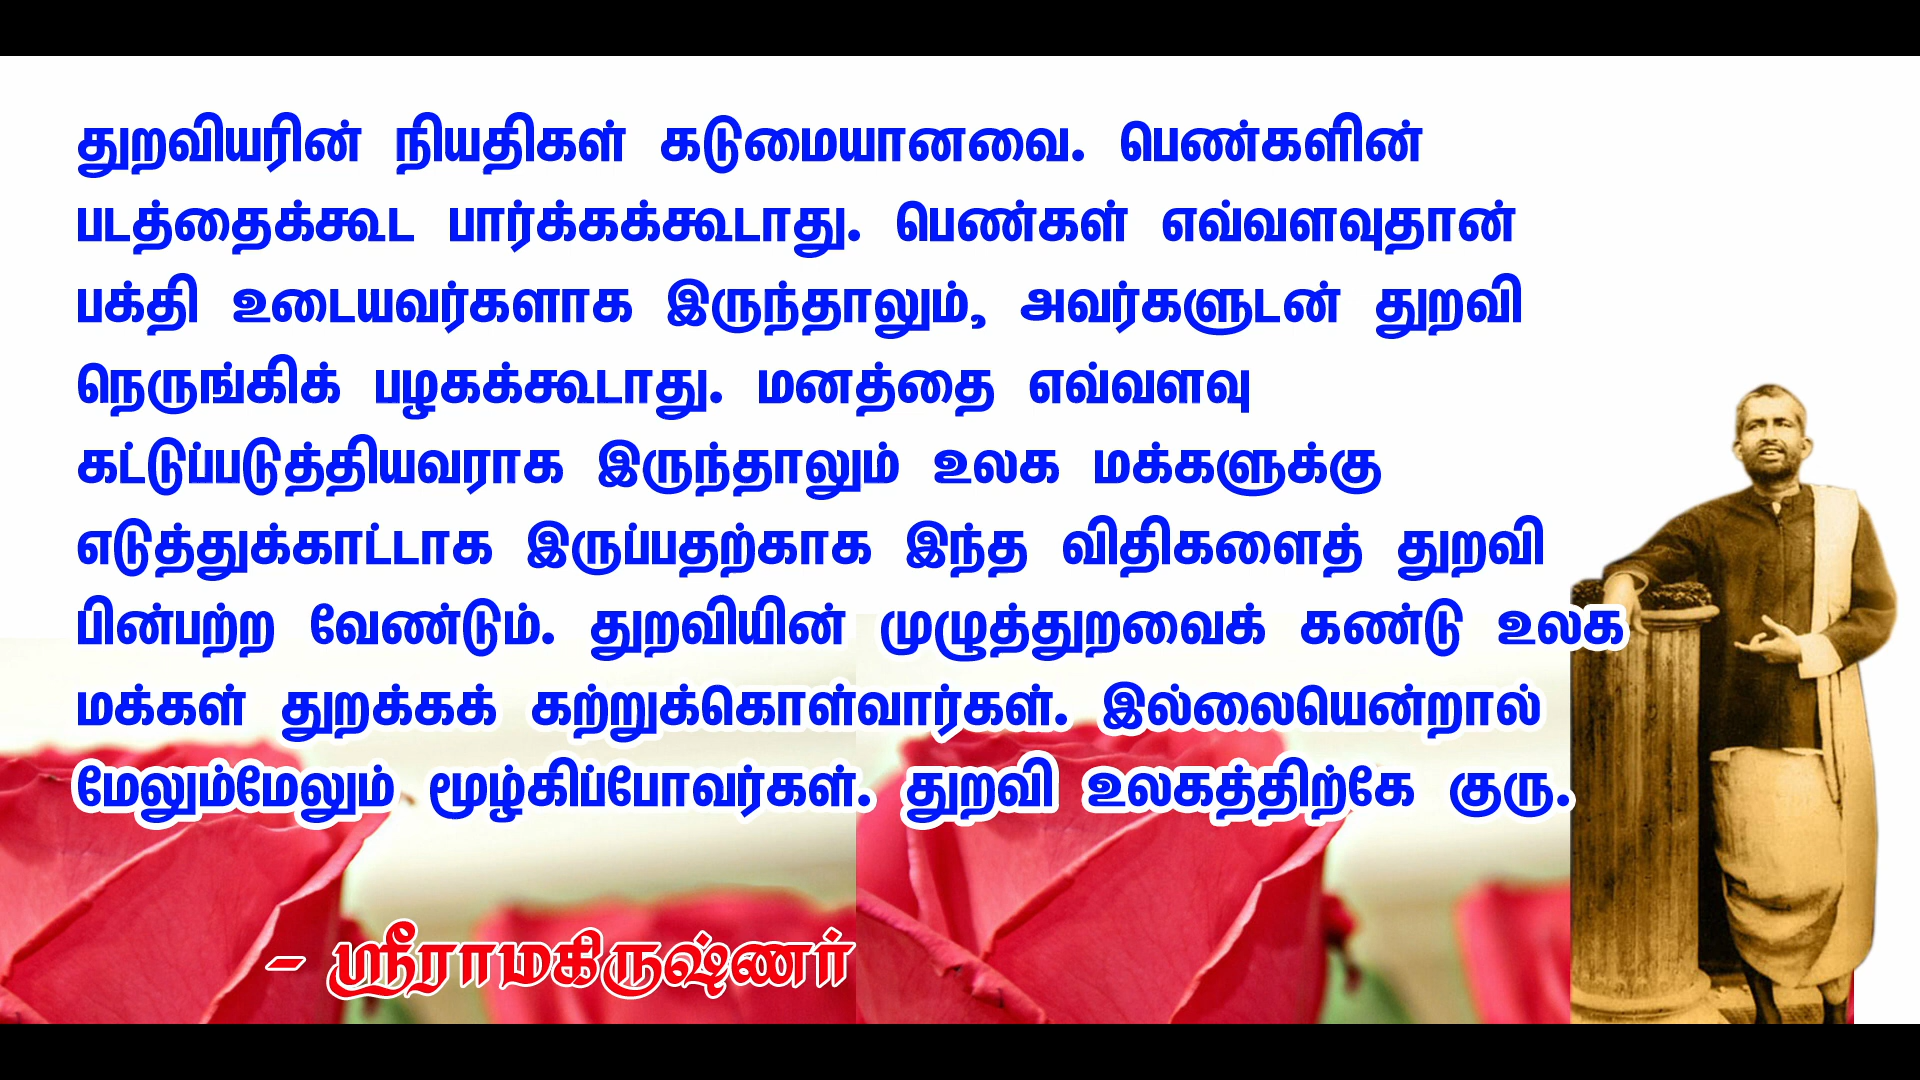 துறவியரின் நியதிகள் கடுமையானவை. பெண்களின்
படத்தைக்கூட பார்க்கக்கூடாது. பெண்கள் எவ்வளவுதான்
பக்தி உடையவர்களாக இருந்தாலும், அவர்களுடன் துறவி
நெருங்கிக் பழகக்கூடாது. மனத்தை எவ்வளவு
கட்டுப்படுத்தியவராக இருந்தாலும் உலக மக்களுக்கு
எடுத்துக்காட்டாக இருப்பதற்காக இந்த விதிகளைத் துறவி
பின்பற்ற வேண்டும். துறவியின் முழுத்துறவைக் கண்டு உலக
மக்கள் துறக்கக் கற்றுக்கொள்வார்கள். இல்லையென்றால்
மேலும்மேலும் மூழ்கிப்போவர்கள். துறவி உலகத்திற்கே குரு.
- ஸ்ரீராமகிருஷ்ணர்